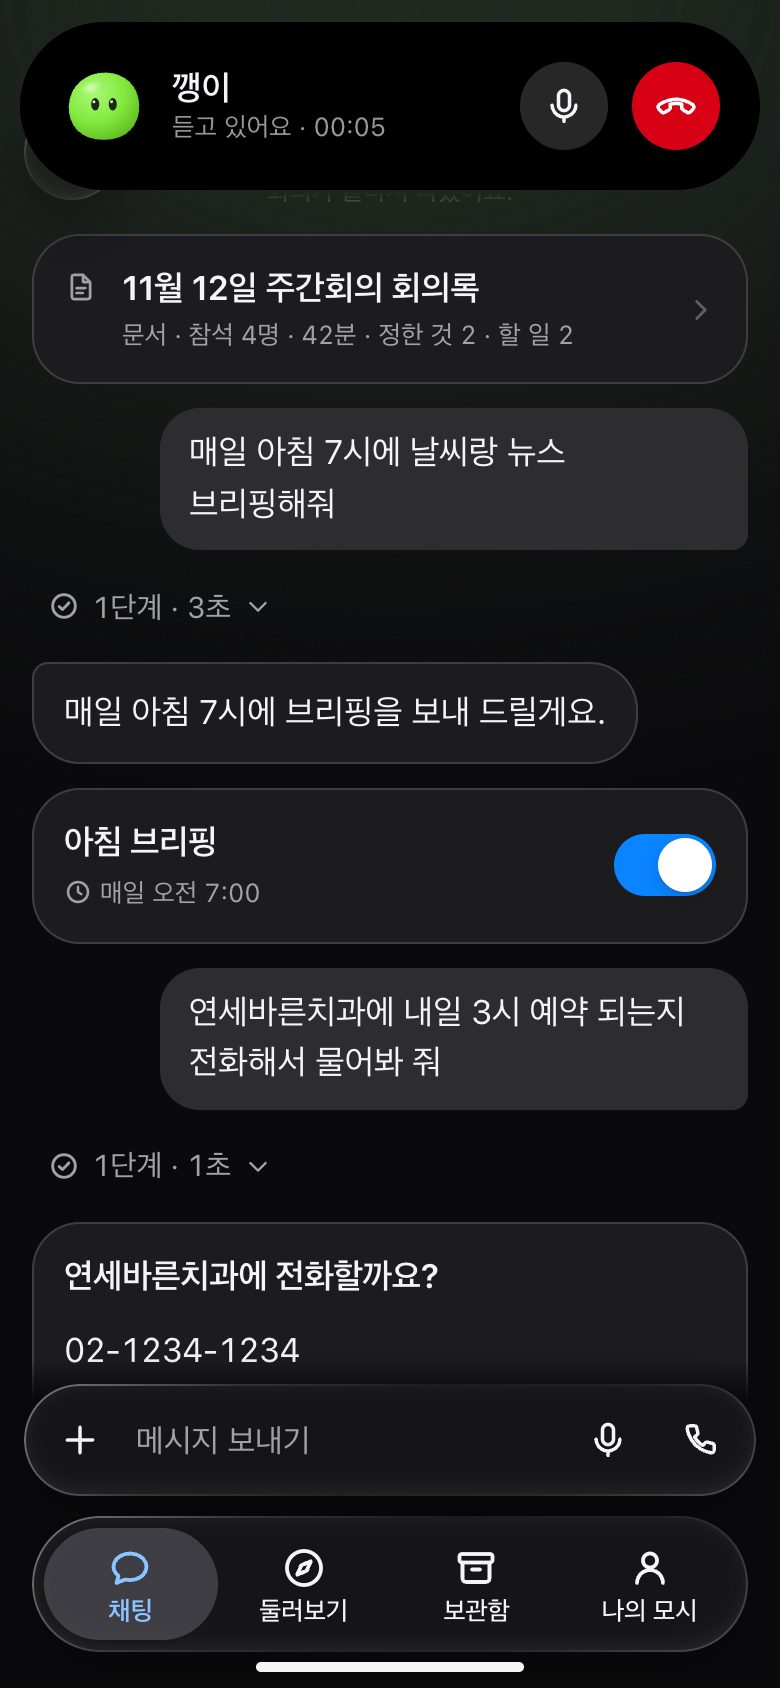 깽이
듣고 있어요 · 00:05
11월 12일 주간회의 회의록
문서 · 참석 4명 · 42분 · 정한 것 2 · 할 일 2
매일 아침 7시에 날씨랑 뉴스
브리핑해줘
1단계 · 3초
매일 아침 7시에 브리핑을 보내 드릴게요.
아침 브리핑
매일 오전 7:00
연세바른치과에 내일 3시 예약 되는지
전화해서 물어봐 줘
1단계 · 1초
연세바른치과에 전화할까요?
02-1234-1234
메시지 보내기
채팅
둘러보기
보관함
나의 모시